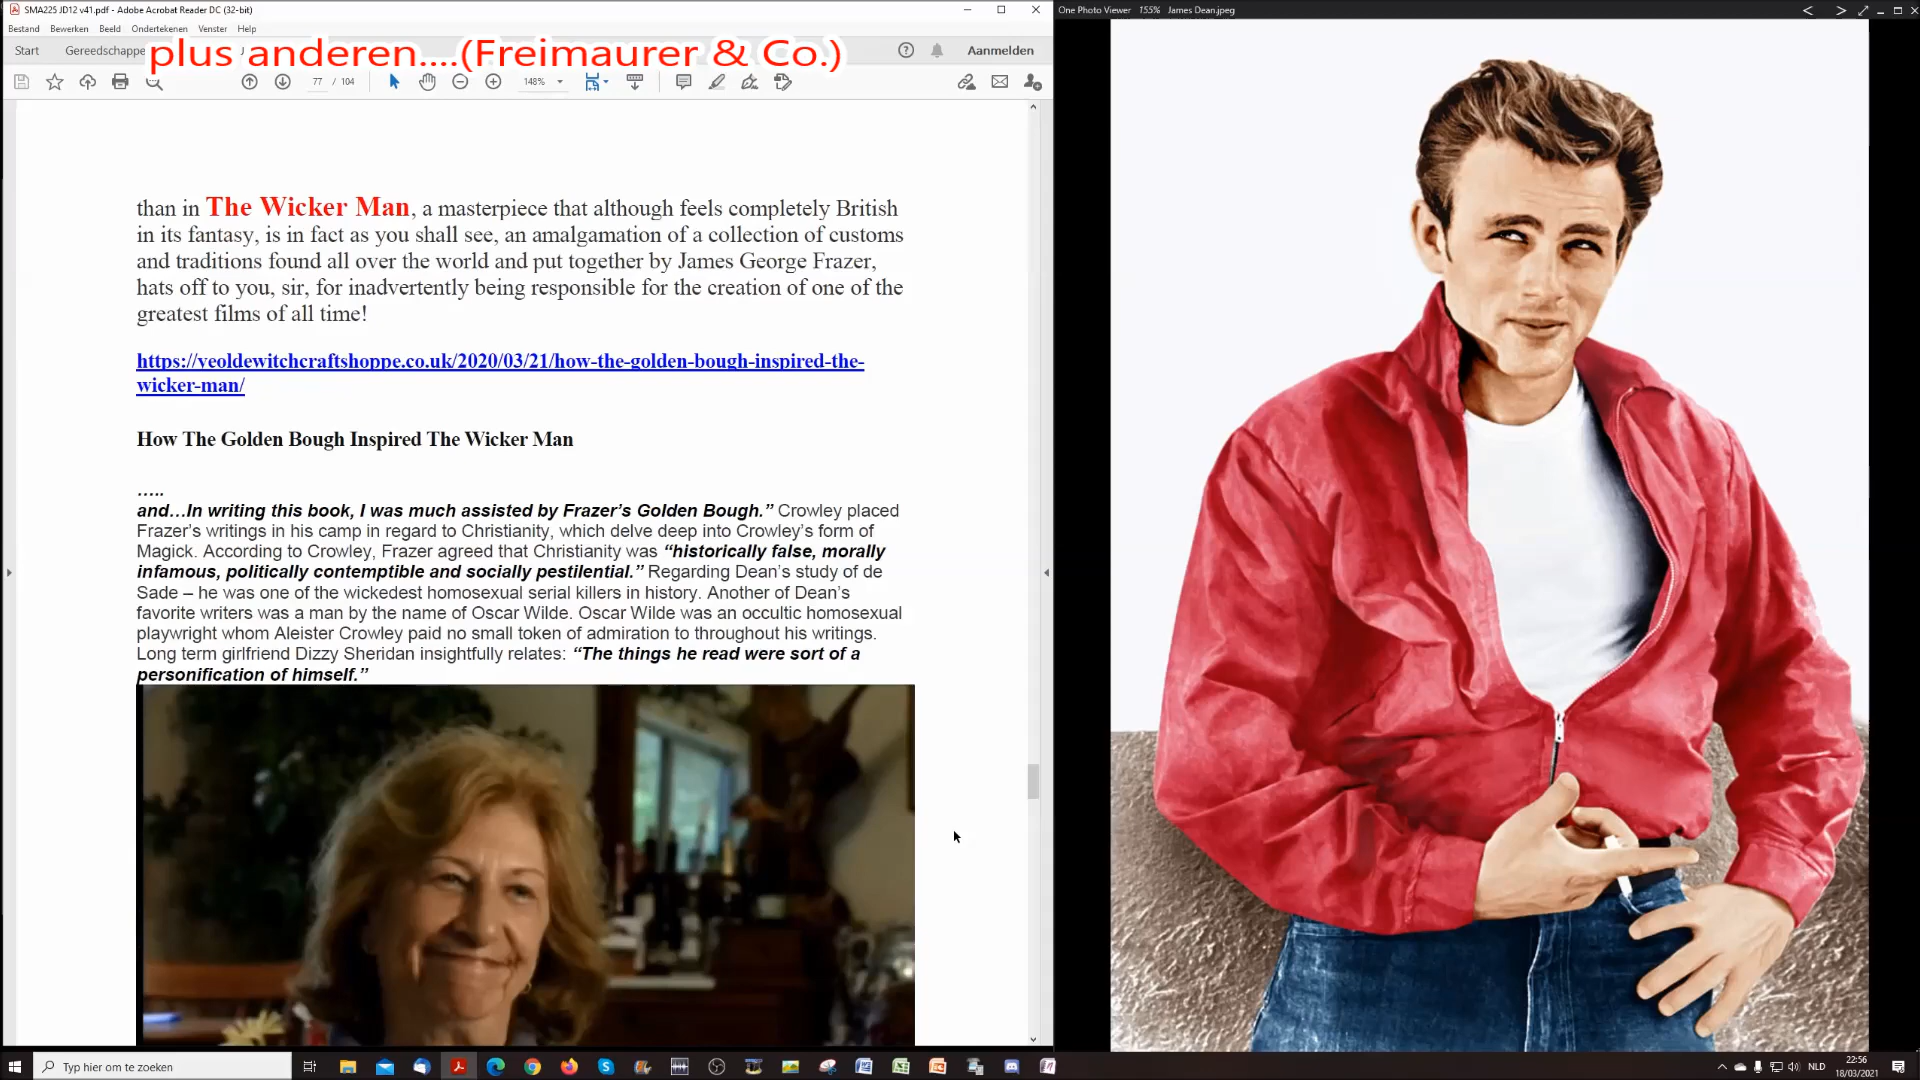 SMA225 JD12 v41.pdf - Adobe Acrobat Reader DC (32-bit)
Bestand Bewerken Beeld Ondertekenen Venster Help
Start Gereedschappe
plus anderen....(Freimaurer & Co.)
Aanmelden
77 / 104
148%
than in The Wicker Man, a masterpiece that although feels completely British
in its fantasy, is in fact as you shall see, an amalgamation of a collection of customs
and traditions found all over the world and put together by James George Frazer,
hats off to you, sir, for inadvertently being responsible for the creation of one of the
greatest films of all time!
https://yeoldewitchcraftshoppe.co.uk/2020/03/21/how-the-golden-bough-inspired-the-
wicker-man/
How The Golden Bough Inspired The Wicker Man
…..
and…In writing this book, I was much assisted by Frazer’s Golden Bough.” Crowley placed
Frazer’s writings in his camp in regard to Christianity, which delve deep into Crowley’s form of
Magick. According to Crowley, Frazer agreed that Christianity was “historically false, morally
infamous, politically contemptible and socially pestilential.” Regarding Dean’s study of de
Sade – he was one of the wickedest homosexual serial killers in history. Another of Dean’s
favorite writers was a man by the name of Oscar Wilde. Oscar Wilde was an occultic homosexual
playwright whom Aleister Crowley paid no small token of admiration to throughout his writings.
Long term girlfriend Dizzy Sheridan insightfully relates: “The things he read were sort of a
personification of himself.”
One Photo Viewer 155% James Dean.jpeg
Typ hier om te zoeken
NLD
22:56
18/03/2021